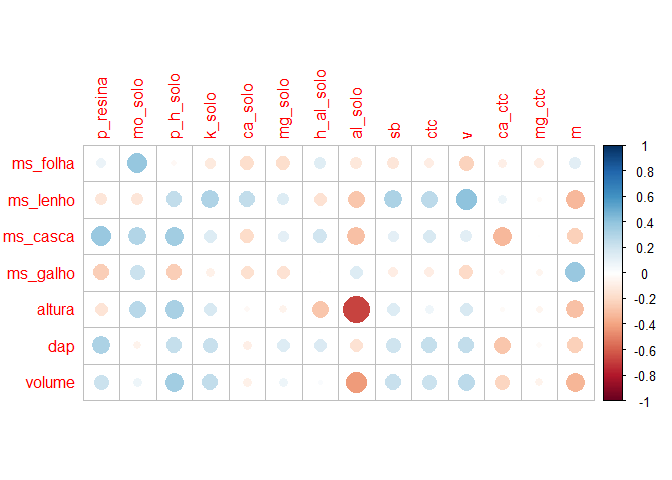 p_resina mo_solo p_h_solo k_solo ca_solo mg_solo h_al_solo al_solo sb ctc v ca_ctc mg_ctc m
ms_folha
ms_lenho
ms_casca
ms_galho
altura
dap
volume
1
0.8
0.6
0.4
0.2
0
-0.2
-0.4
-0.6
-0.8
-1